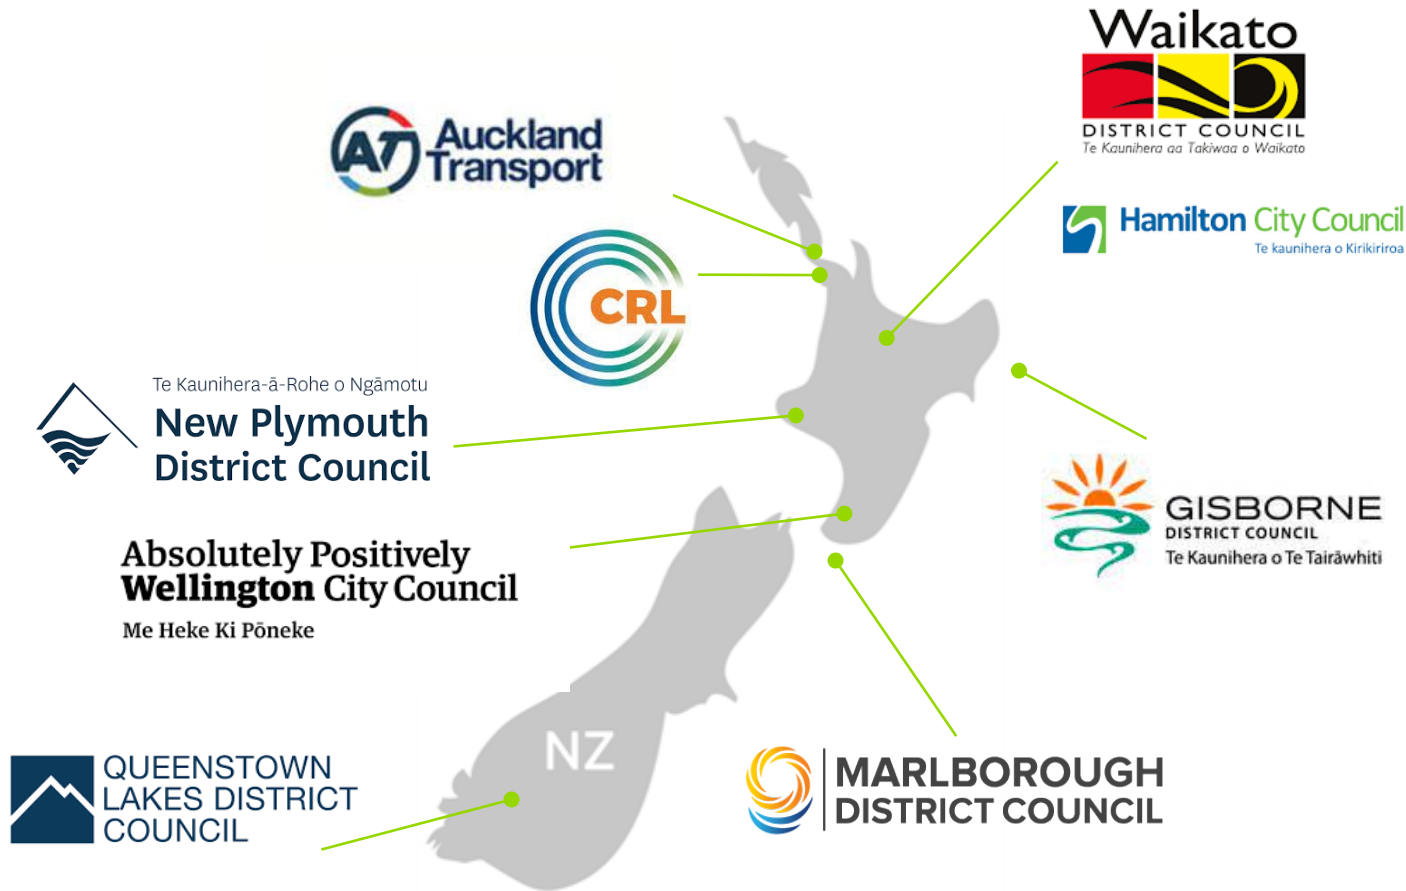 Waikato
DISTRICT COUNCIL
Te Kaunihera aa Takiwaa o Waikato
AT Auckland
Transport
Hamilton City Council
Te kaunihera o Kirikiriroa
CRL
Te Kaunihera-ā-Rohe o Ngāmotu
New Plymouth
District Council
GISBORNE
DISTRICT COUNCIL
Te Kaunihera o Te Tairāwhiti
Absolutely Positively
Wellington City Council
Me Heke Ki Pōneke
NZ
QUEENSTOWN
LAKES DISTRICT
COUNCIL
MARLBOROUGH
DISTRICT COUNCIL